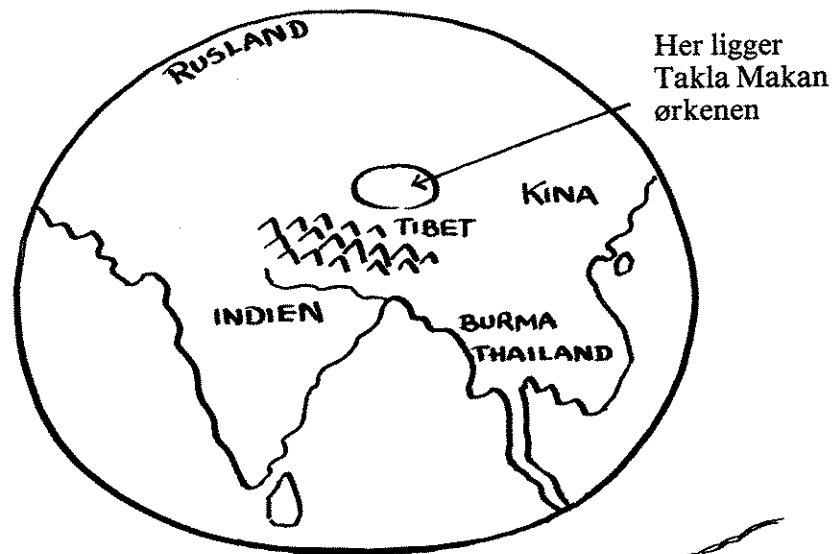 RUSLAND
Her ligger
Takla Makan
ørkenen
KINA
TIBET
INDIEN
BURMA
THAILAND